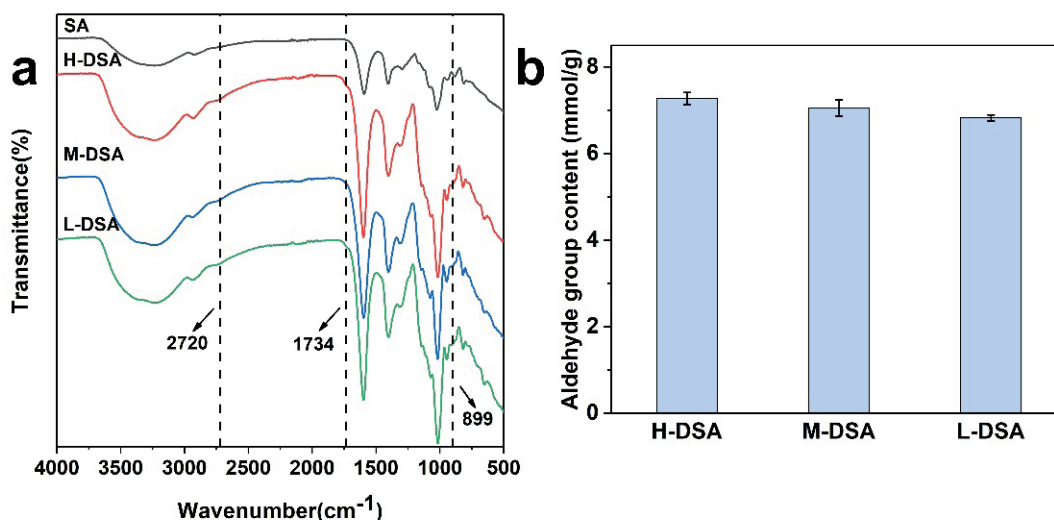 a
Transmittance(%)
SA
H-DSA
M-DSA
L-DSA
2720
1734
899
4000 3500 3000 2500 2000 1500 1000 500
Wavenumber(cm⁻¹)
b
Aldehyde group content (mmol/g)
8
6
4
2
0
H-DSA M-DSA L-DSA